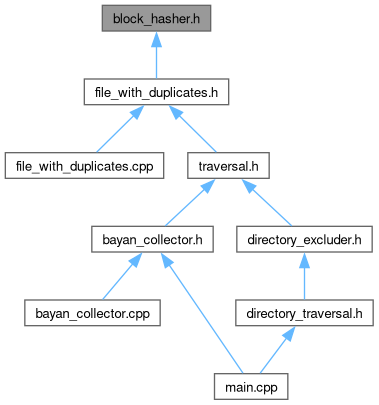 block_hasher.h
file_with_duplicates.h
file_with_duplicates.cpp
traversal.h
bayan_collector.h
directory_excluder.h
bayan_collector.cpp
directory_traversal.h
main.cpp